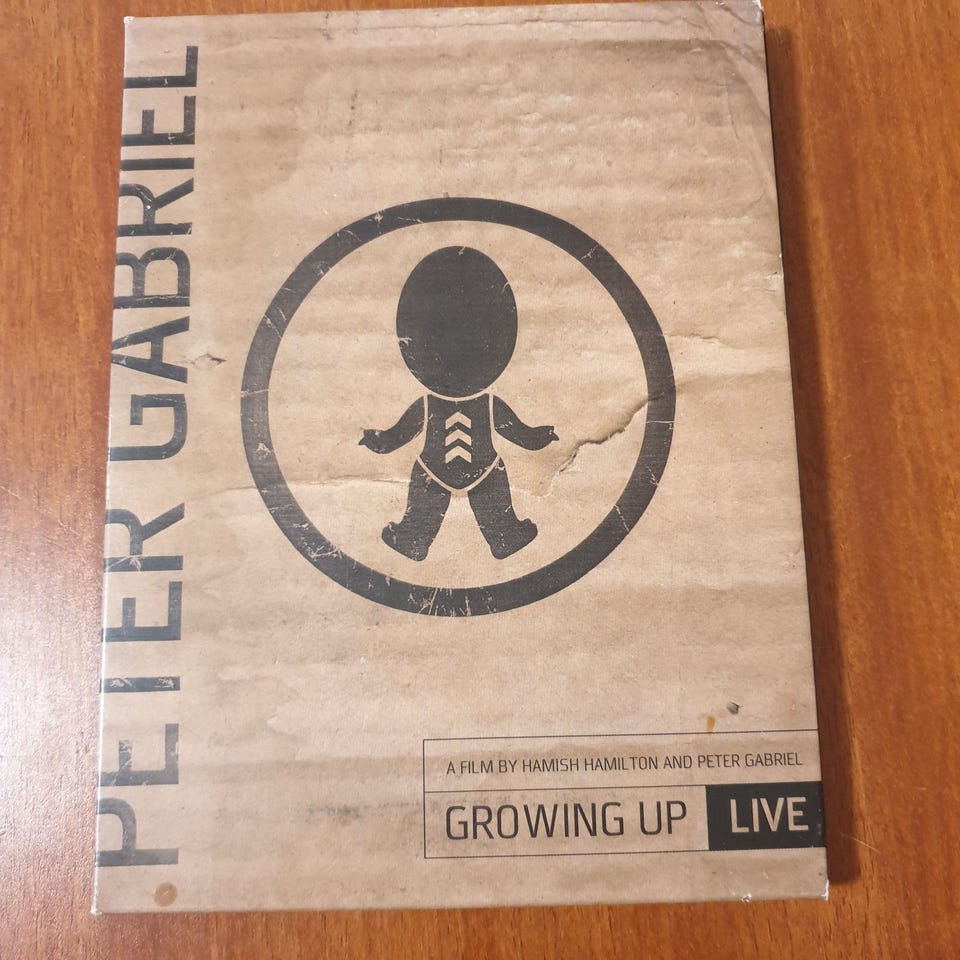 PETER GABRIEL
A FILM BY HAMISH HAMILTON AND PETER GABRIEL
GROWING UP LIVE